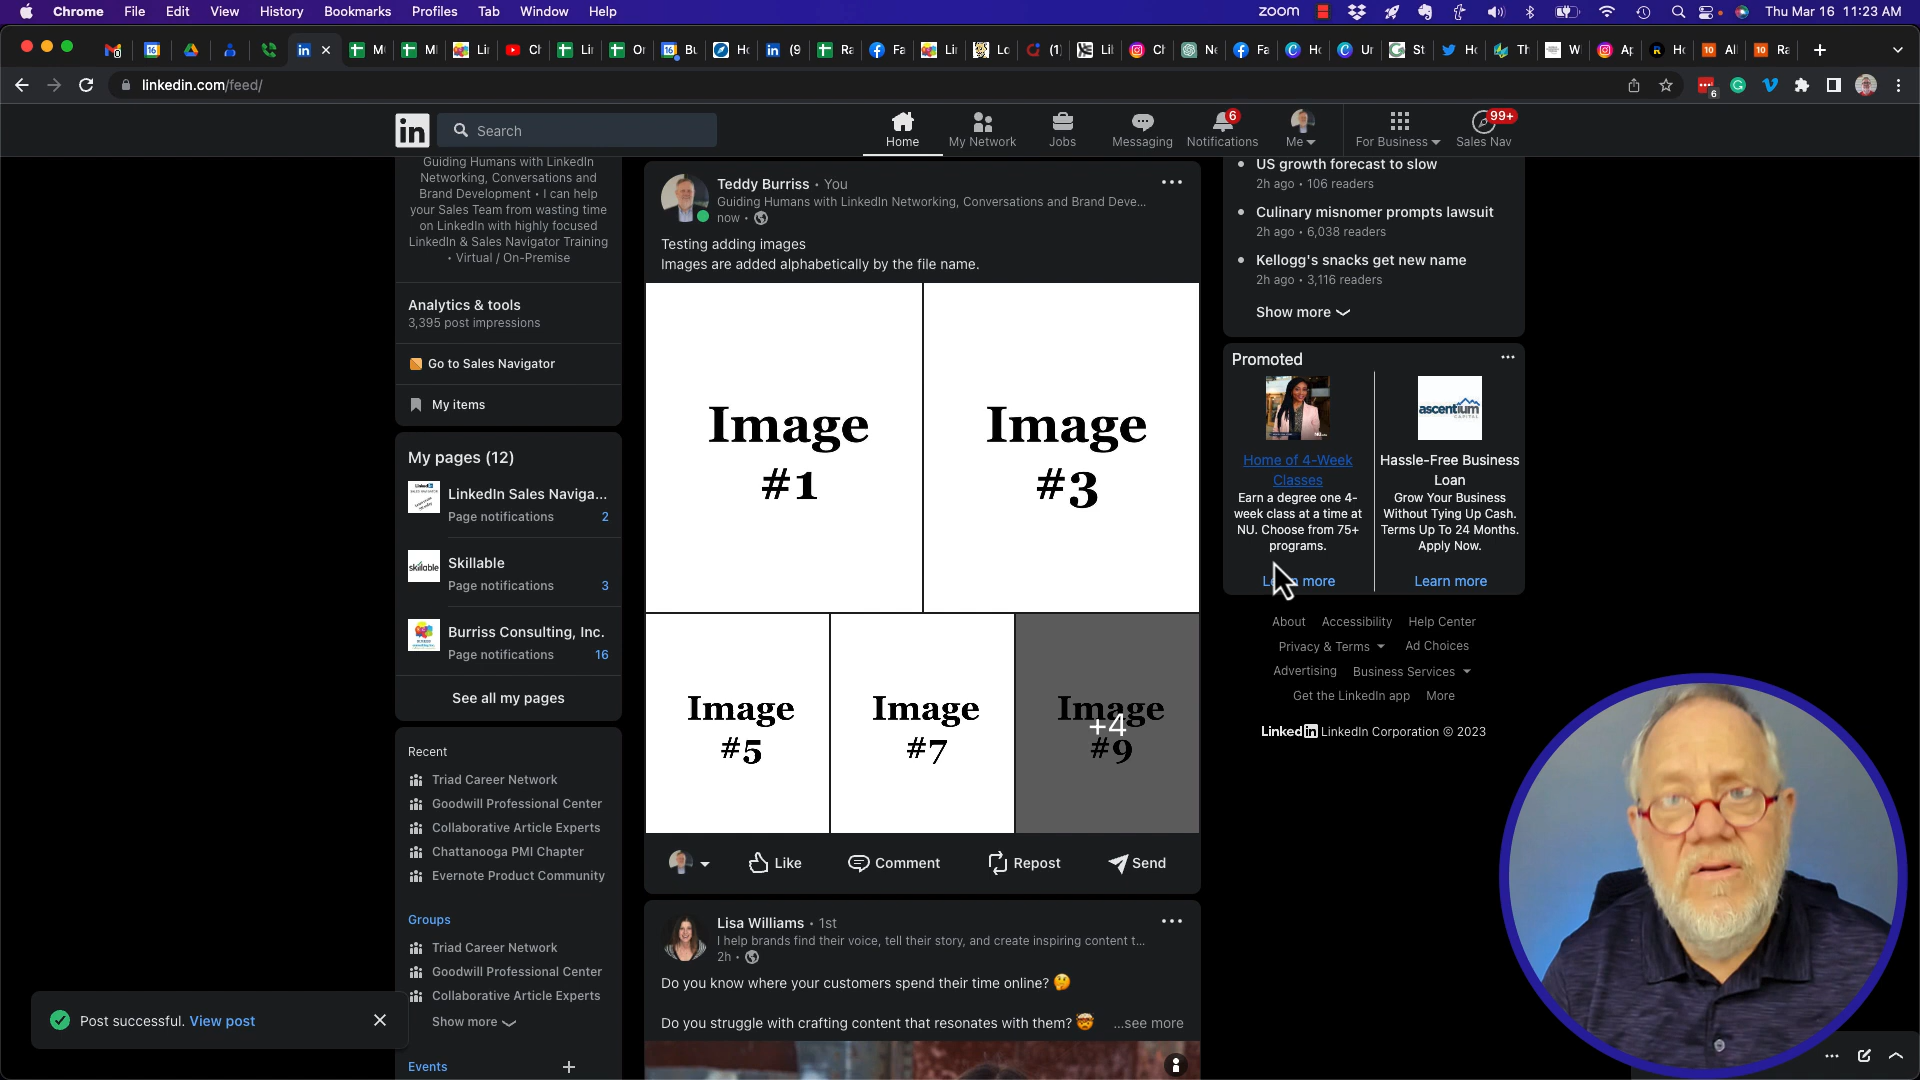 Chrome File Edit View History Bookmarks Profiles Tab Window Help
zoom Thu Mar 16 11:23 AM
linkedin.com/feed/
in Search
Home My Network Jobs Messaging Notifications 6 Me For Business Sales Nav 99+
Guiding Humans with LinkedIn
Networking, Conversations and
Brand Development • I can help
your Sales Team from wasting time
on LinkedIn with highly focused
LinkedIn & Sales Navigator Training
• Virtual / On-Premise
Analytics & tools
3,395 post impressions
Go to Sales Navigator
My items
My pages (12)
LinkedIn Sales Naviga...
Page notifications 2
skillable
Skillable
Page notifications 3
Burriss Consulting, Inc.
Page notifications 16
See all my pages
Recent
Triad Career Network
Goodwill Professional Center
Collaborative Article Experts
Chattanooga PMI Chapter
Evernote Product Community
Groups
Triad Career Network
Goodwill Professional Center
Collaborative Article Experts
Show more
Events +
Post successful. View post
Teddy Burriss • You
Guiding Humans with LinkedIn Networking, Conversations and Brand Deve...
now •
Testing adding images
Images are added alphabetically by the file name.
Image
#1
Image
#3
Image
#5
Image
#7
Image
#9
+4
Like Comment Repost Send
Lisa Williams • 1st
I help brands find their voice, tell their story, and create inspiring content t...
2h •
Do you know where your customers spend their time online? 🤔
Do you struggle with crafting content that resonates with them? 🤯 ...see more
US growth forecast to slow
2h ago • 106 readers
Culinary misnomer prompts lawsuit
2h ago • 6,038 readers
Kellogg's snacks get new name
2h ago • 3,116 readers
Show more
Promoted
Home of 4-Week
Classes
Earn a degree one 4-
week class at a time at
NU. Choose from 75+
programs.
Learn more
ascentium
CAPITAL
Hassle-Free Business
Loan
Grow Your Business
Without Tying Up Cash.
Terms Up To 24 Months.
Apply Now.
Learn more
About Accessibility Help Center
Privacy & Terms Ad Choices
Advertising Business Services
Get the LinkedIn app More
LinkedIn LinkedIn Corporation © 2023